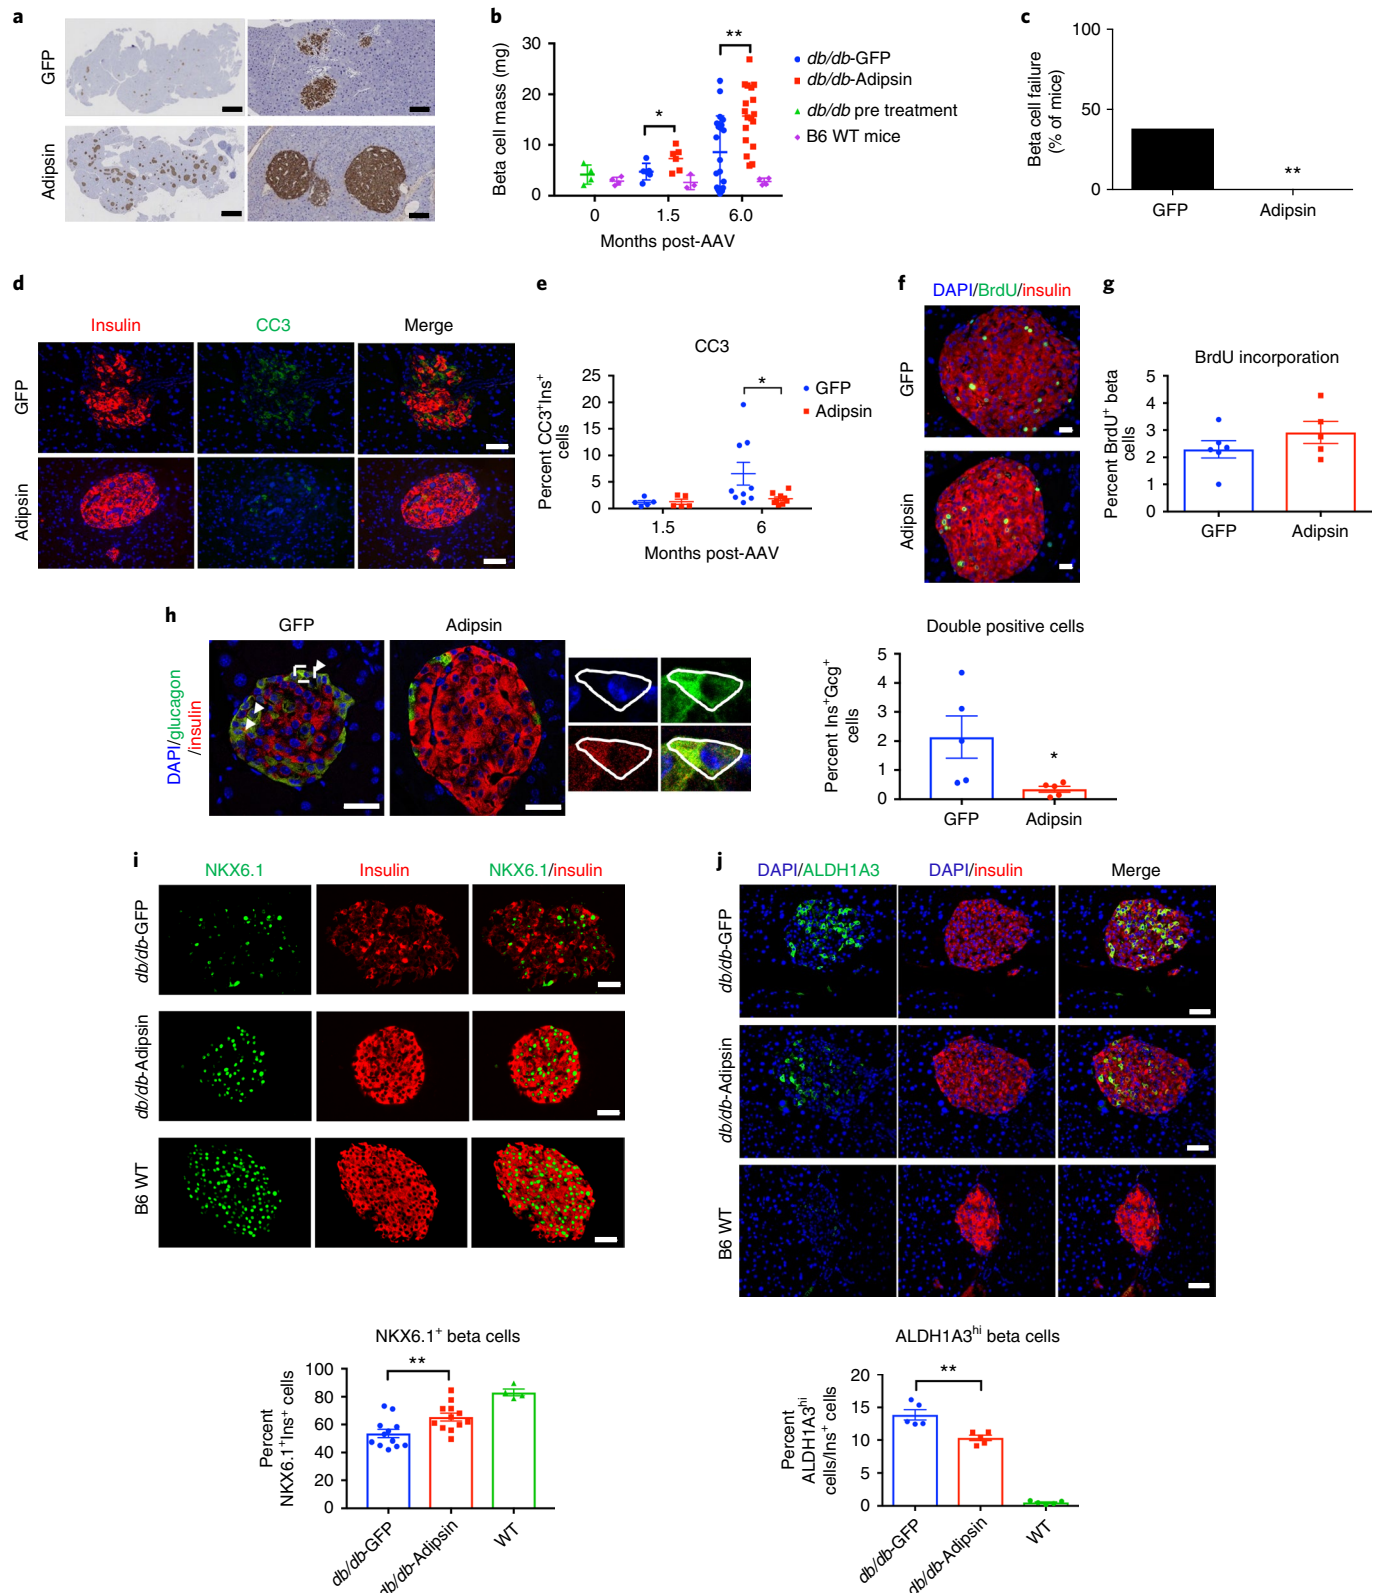 a
GFP
Adipsin
b
Beta cell mass (mg)
30
20
10
0
**
*
0
1.5
6.0
Months post-AAV
db/db-GFP
db/db-Adipsin
db/db pre treatment
B6 WT mice
c
Beta cell failure
(% of mice)
100
50
0
**
GFP
Adipsin
d
Insulin
CC3
Merge
GFP
Adipsin
e
CC3
Percent CC3+Ins+
cells
25
20
15
10
5
0
*
GFP
Adipsin
1.5
6
Months post-AAV
f
DAPI/BrdU/insulin
GFP
Adipsin
g
BrdU incorporation
Percent BrdU+ beta
cells
5
4
3
2
1
0
GFP
Adipsin
h
GFP
Adipsin
DAPI/glucagon
/insulin
Double positive cells
Percent Ins+Gcg+
cells
5
4
3
2
1
0
*
GFP
Adipsin
i
NKX6.1
Insulin
NKX6.1/insulin
db/db-GFP
db/db-Adipsin
B6 WT
NKX6.1+ beta cells
Percent
NKX6.1+Ins+ cells
100
80
60
40
20
0
**
db/db-GFP
db/db-Adipsin
WT
j
DAPI/ALDH1A3
DAPI/insulin
Merge
db/db-GFP
db/db-Adipsin
B6 WT
ALDH1A3hi beta cells
Percent
ALDH1A3hi
cells/Ins+ cells
20
15
10
5
0
**
db/db-GFP
db/db-Adipsin
WT